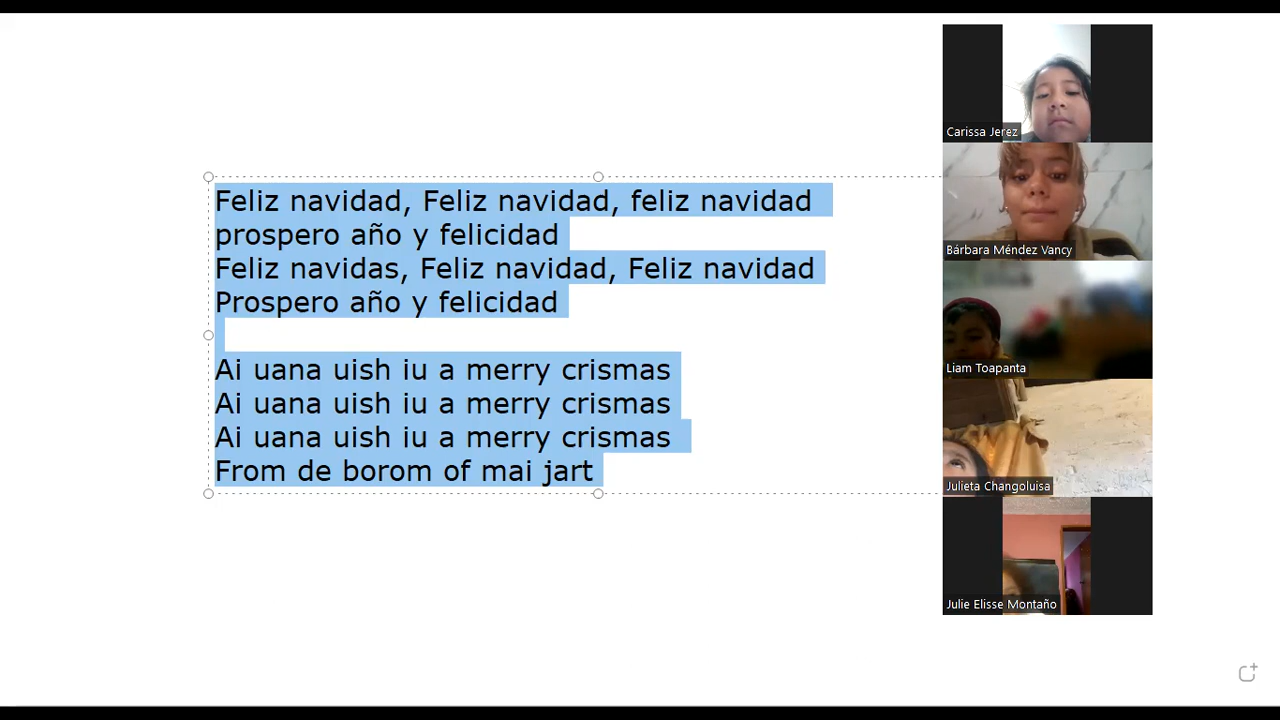 Feliz navidad, Feliz navidad, feliz navidad
prospero año y felicidad
Feliz navidas, Feliz navidad, Feliz navidad
Prospero año y felicidad
Ai uana uish iu a merry crismas
Ai uana uish iu a merry crismas
Ai uana uish iu a merry crismas
From de borom of mai jart
Carissa Jerez
Bárbara Méndez Vancy
Liam Toapanta
Julieta Changoluisa
Julie Elisse Montaño